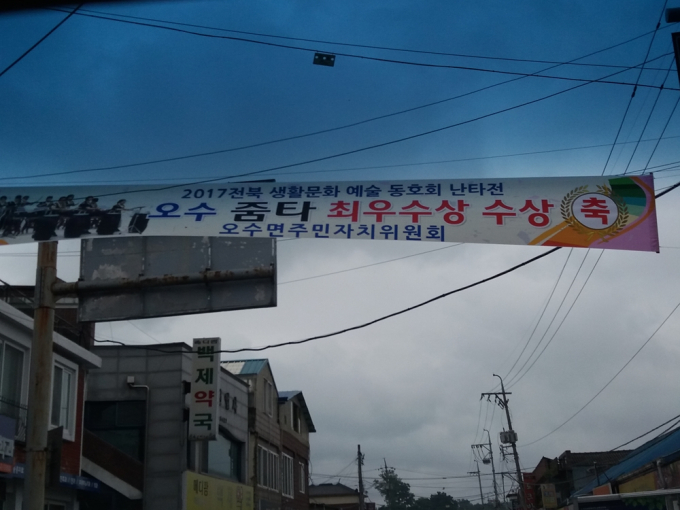 2017전북 생활문화 예술 동호회 난타전
오수 줌타 최우수상 수상 축
오수면주민자치위원회
백제약국